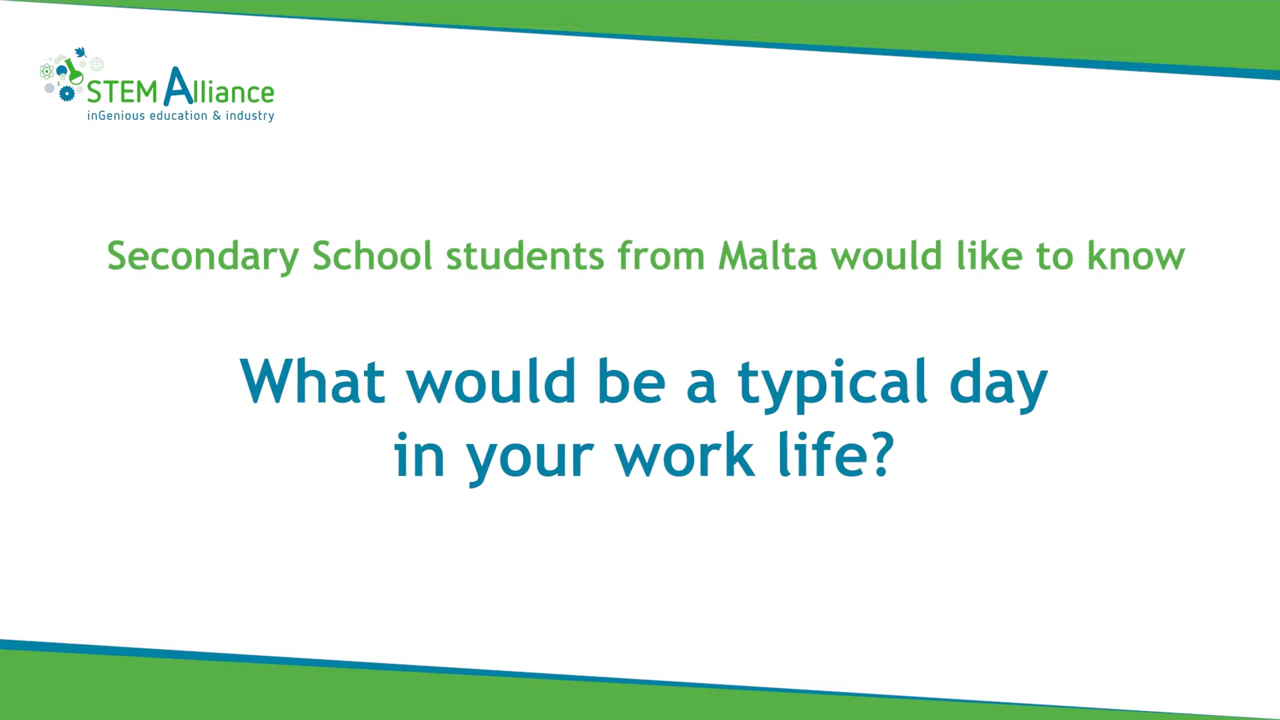 STEM Alliance
inGenious education & industry
Secondary School students from Malta would like to know
What would be a typical day
in your work life?